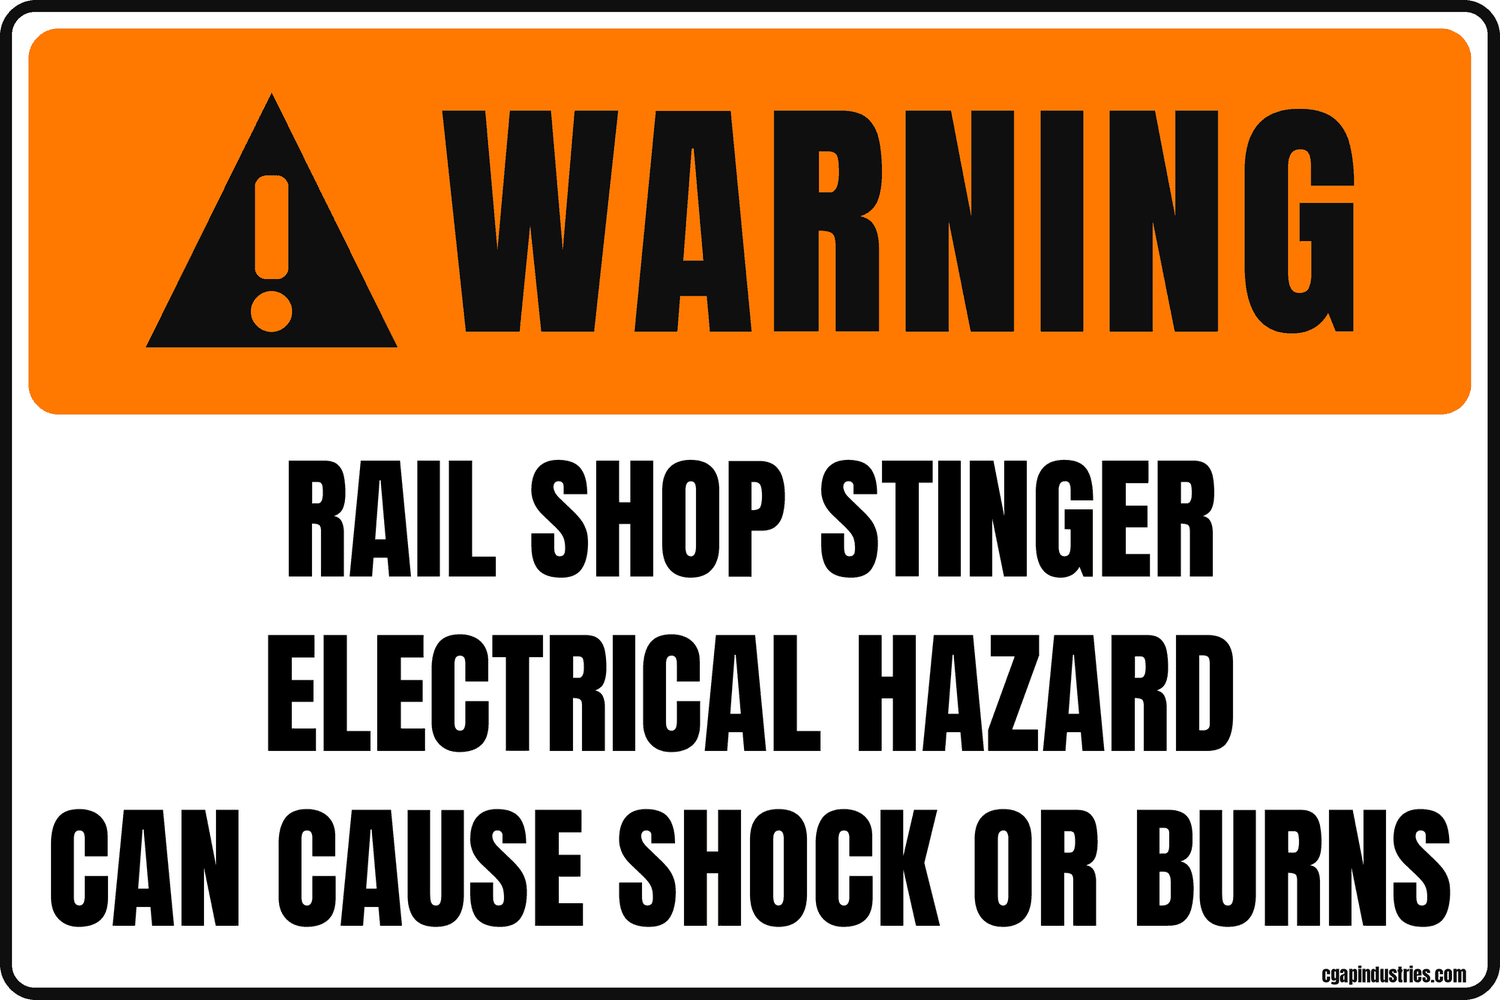 WARNING
RAIL SHOP STINGER
ELECTRICAL HAZARD
CAN CAUSE SHOCK OR BURNS
cgapindustries.com